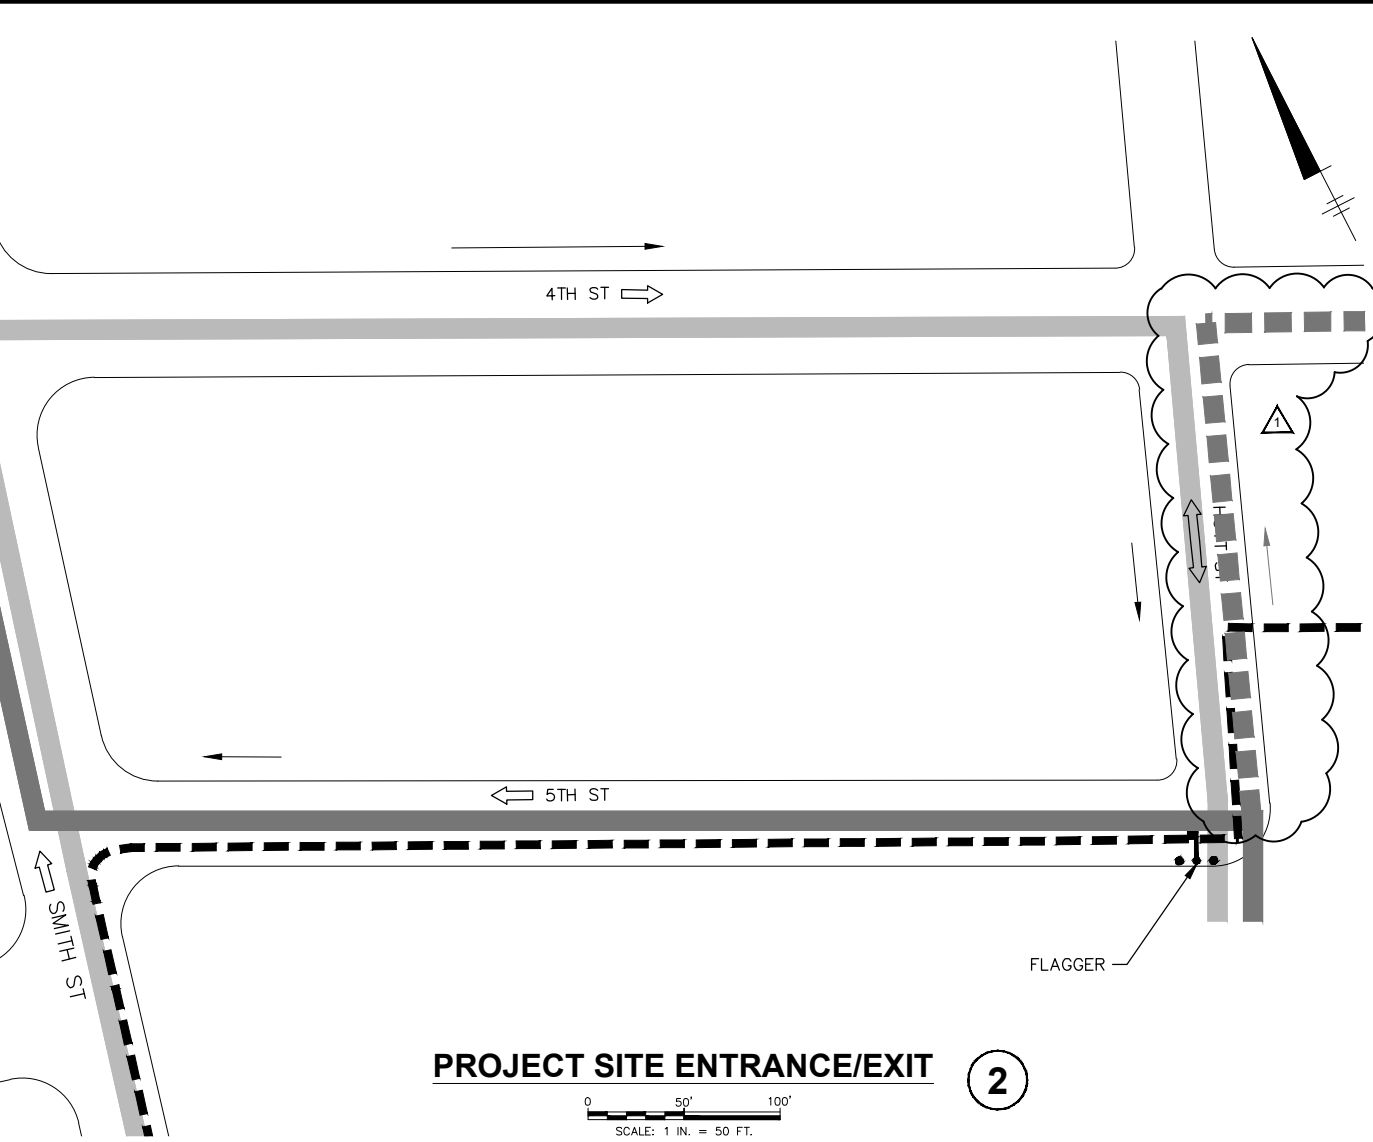 4TH ST
1
5TH ST
SMITH ST
FLAGGER
PROJECT SITE ENTRANCE/EXIT
2
0 50' 100'
SCALE: 1 IN. = 50 FT.